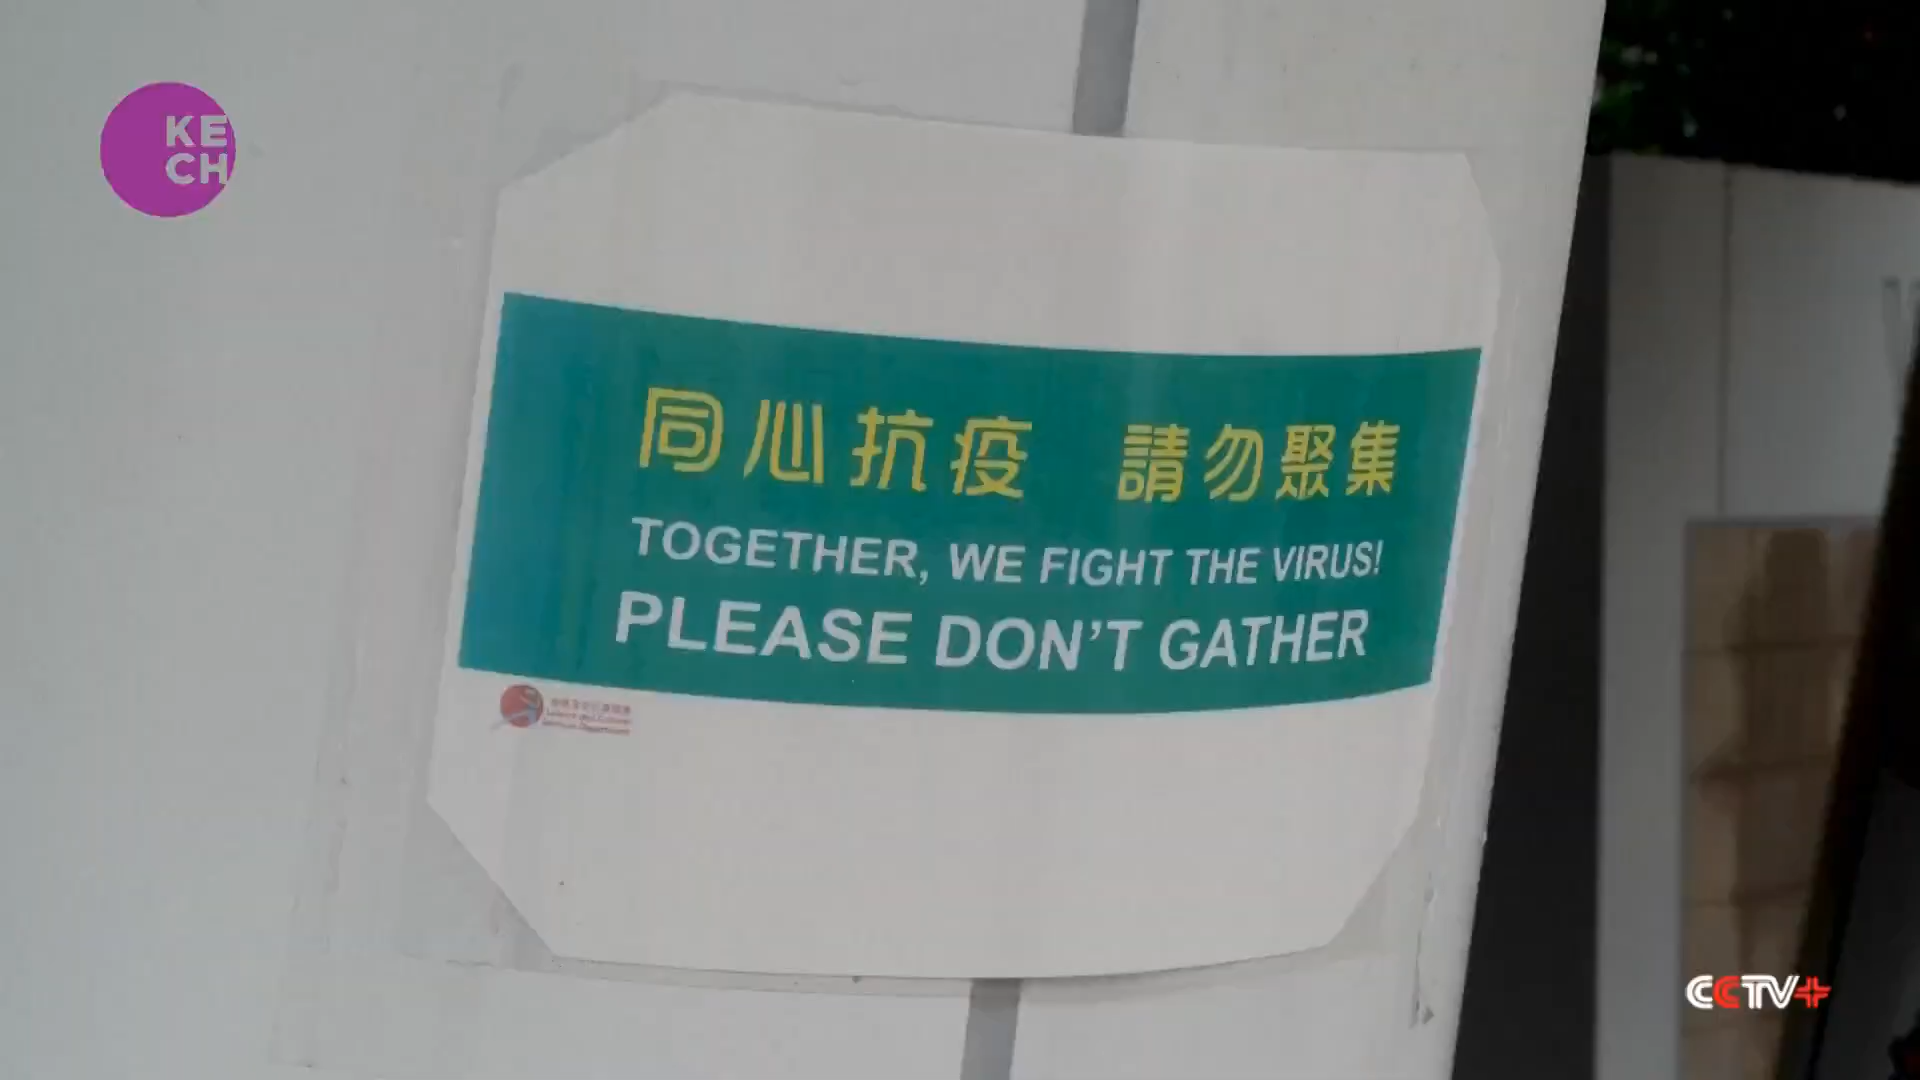 KE
CH
同心抗疫 請勿聚集
TOGETHER, WE FIGHT THE VIRUS!
PLEASE DON'T GATHER
CCTV+